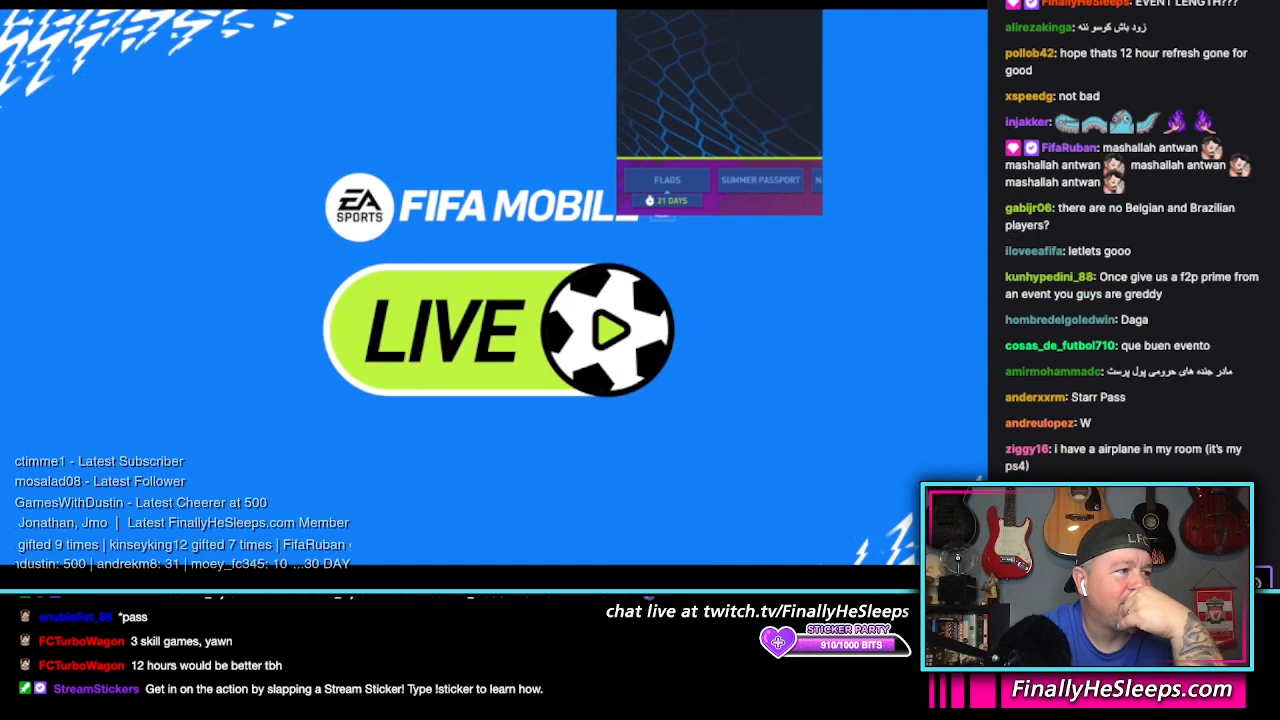 FLAGS
SUMMER PASSPORT
N
21 DAYS
EA SPORTS
FIFA MOBILE
LIVE
ctimme1 - Latest Subscriber
mosalad08 - Latest Follower
GamesWithDustin - Latest Cheerer at 500
Jonathan, Jmo | Latest FinallyHeSleeps.com Member
gifted 9 times | kinseyking12 gifted 7 times | FifaRuban
dustin: 500 | andrekm8: 31 | moey_fc345: 10 ...30 DAY
FinallyHeSleeps: EVENT LENGTH???
alirezakinga: زود باش کوسو ننه
pollob42: hope thats 12 hour refresh gone for
good
xspeedg: not bad
injakker:
FifaRuban: mashallah antwan
mashallah antwan mashallah antwan
mashallah antwan
gabijr06: there are no Belgian and Brazilian
players?
iloveeafifa: letlets gooo
kunhypedini_88: Once give us a f2p prime from
an event you guys are greddy
hombredelgoledwin: Daga
cosas_de_futbol710: que buen evento
amirmohammadc: مادر جنده های حرومی پول پرست
anderxxrm: Starr Pass
andreulopez: W
ziggy16: i have a airplane in my room (it's my
ps4)
L.F.C
anubisfist_88 *pass
FCTurboWagon 3 skill games, yawn
FCTurboWagon 12 hours would be better tbh
StreamStickers Get in on the action by slapping a Stream Sticker! Type !sticker to learn how.
chat live at twitch.tv/FinallyHeSleeps
STICKER PARTY
910/1000 BITS
FinallyHeSleeps.com